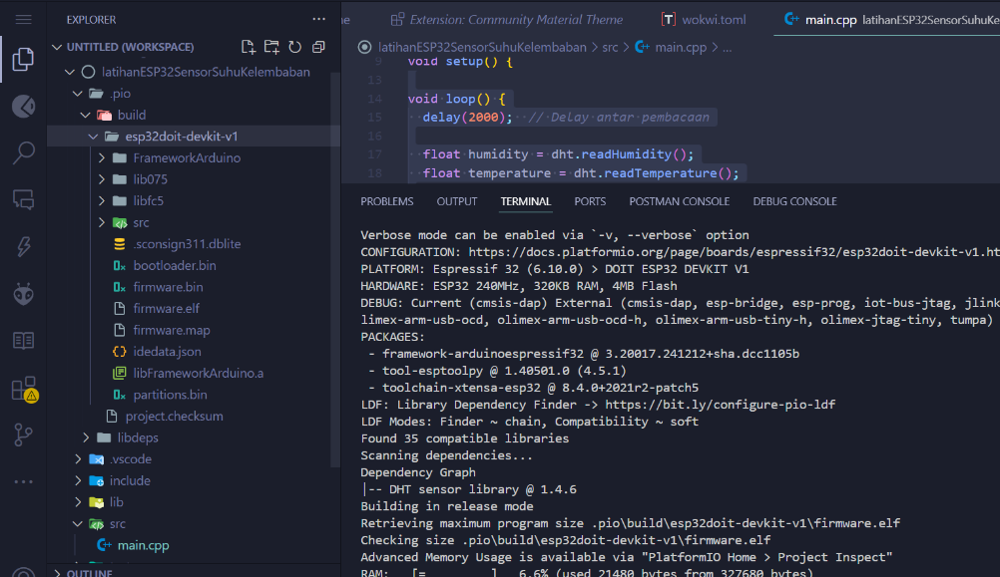 EXPLORER
UNTITLED (WORKSPACE)
latihanESP32SensorSuhuKelembaban
.pio
build
esp32doit-devkit-v1
FrameworkArduino
lib075
libfc5
src
.sconsign311.dblite
bootloader.bin
firmware.bin
firmware.elf
firmware.map
idedata.json
libFrameworkArduino.a
partitions.bin
project.checksum
libdeps
.vscode
include
lib
src
main.cpp
OUTLINE
me Extension: Community Material Theme wokwi.toml main.cpp latihanESP32SensorSuhuKelembaban
latihanESP32SensorSuhuKelembaban > src > main.cpp > ...
9 void setup() {
13
14 void loop() {
15 delay(2000); // Delay antar pembacaan
16
17 float humidity = dht.readHumidity();
18 float temperature = dht.readTemperature();
PROBLEMS OUTPUT TERMINAL PORTS POSTMAN CONSOLE DEBUG CONSOLE
Verbose mode can be enabled via `-v, --verbose` option
CONFIGURATION: https://docs.platformio.org/page/boards/espressif32/esp32doit-devkit-v1.ht
PLATFORM: Espressif 32 (6.10.0) > DOIT ESP32 DEVKIT V1
HARDWARE: ESP32 240MHz, 320KB RAM, 4MB Flash
DEBUG: Current (cmsis-dap) External (cmsis-dap, esp-bridge, esp-prog, iot-bus-jtag, jlink
limex-arm-usb-ocd, olimex-arm-usb-ocd-h, olimex-arm-usb-tiny-h, olimex-jtag-tiny, tumpa)
PACKAGES:
- framework-arduinoespressif32 @ 3.20017.241212+sha.dcc1105b
- tool-esptoolpy @ 1.40501.0 (4.5.1)
- toolchain-xtensa-esp32 @ 8.4.0+2021r2-patch5
LDF: Library Dependency Finder -> https://bit.ly/configure-pio-ldf
LDF Modes: Finder ~ chain, Compatibility ~ soft
Found 35 compatible libraries
Scanning dependencies...
Dependency Graph
|-- DHT sensor library @ 1.4.6
Building in release mode
Retrieving maximum program size .pio\build\esp32doit-devkit-v1\firmware.elf
Checking size .pio\build\esp32doit-devkit-v1\firmware.elf
Advanced Memory Usage is available via "PlatformIO Home > Project Inspect"
RAM: [= ] 6.6% (used 21480 bytes from 327680 bytes)